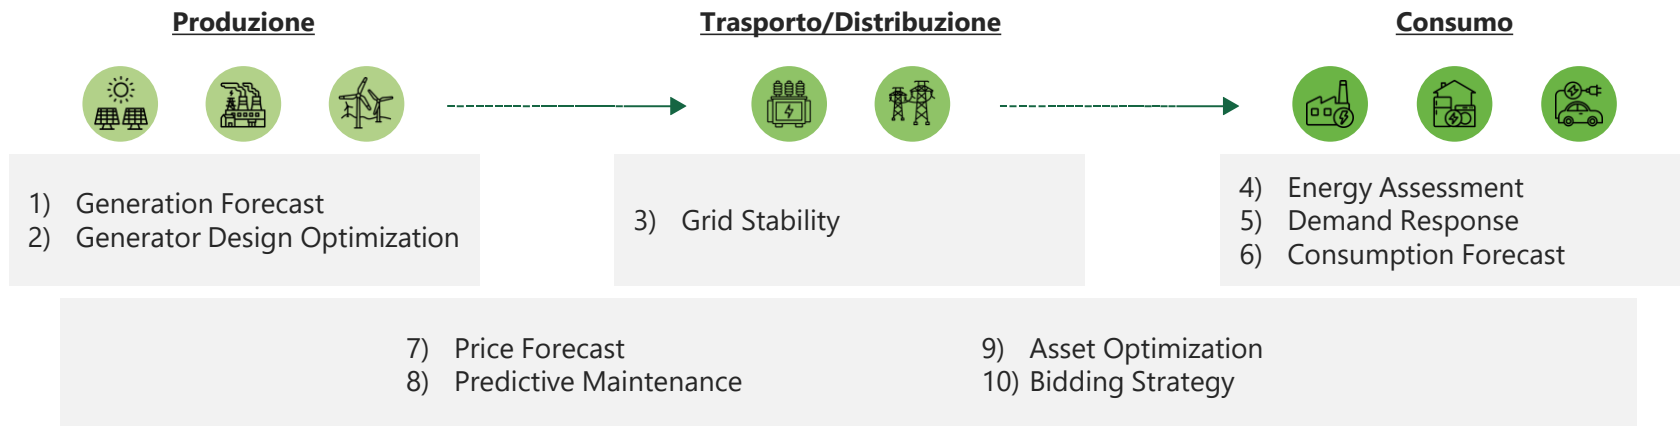 Produzione
Trasporto/Distribuzione
Consumo
1) Generation Forecast
2) Generator Design Optimization
3) Grid Stability
4) Energy Assessment
5) Demand Response
6) Consumption Forecast
7) Price Forecast
8) Predictive Maintenance
9) Asset Optimization
10) Bidding Strategy